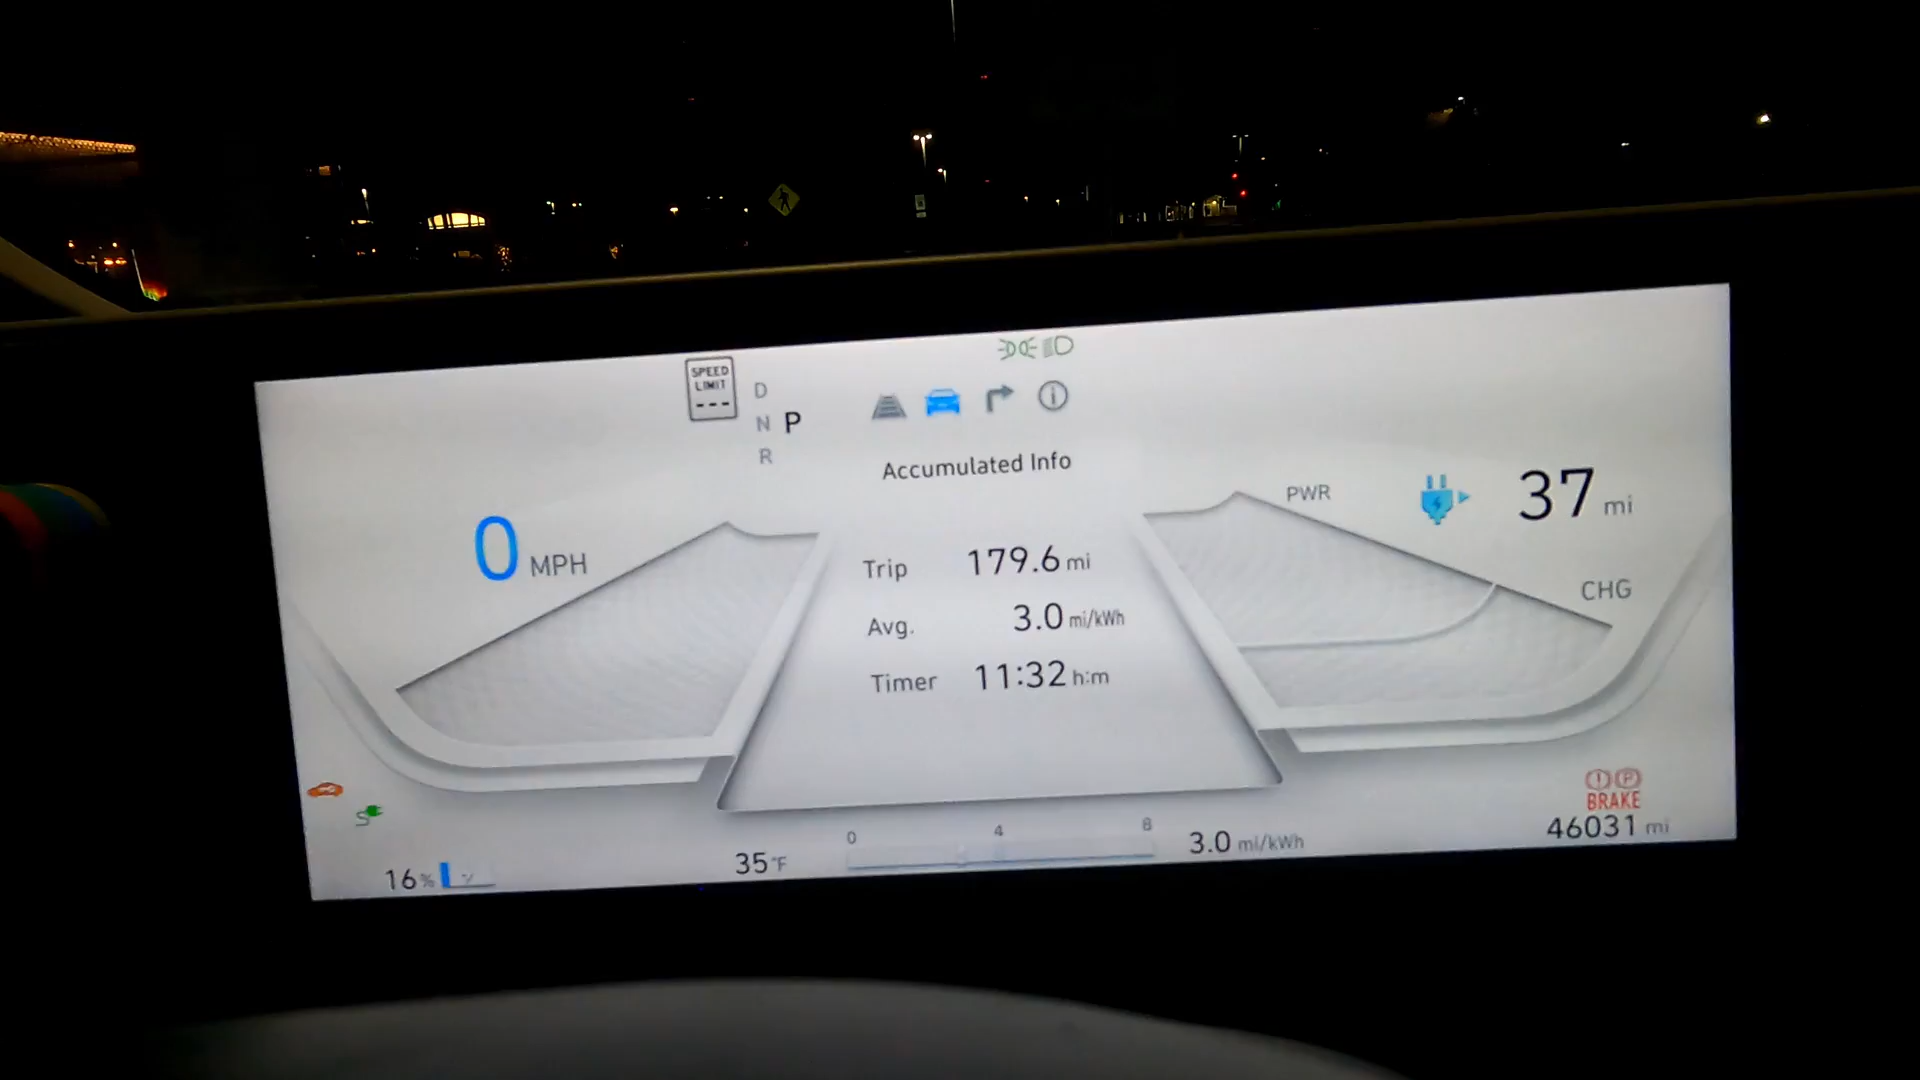 SPEED
LIMIT
---
D
N P
R
Accumulated Info
0 MPH
PWR
37 mi
CHG
Trip 179.6 mi
Avg. 3.0 mi/kWh
Timer 11:32 h:m
BRAKE
46031 mi
0 4 8
16% 35°F 3.0 mi/kWh